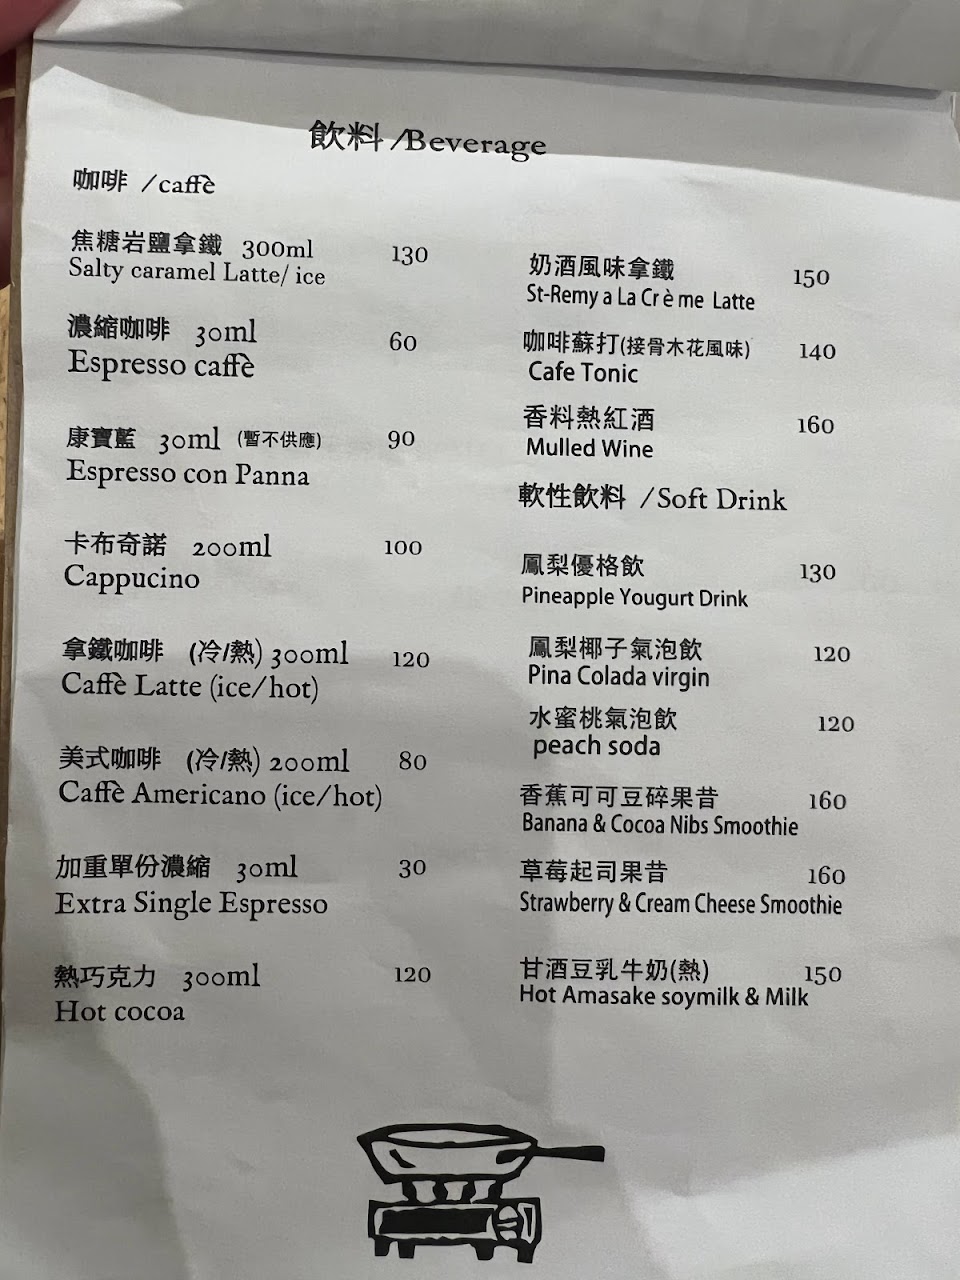 飲料 /Beverage
咖啡 /caffè
焦糖岩鹽拿鐵 300ml 130
Salty caramel Latte/ ice
濃縮咖啡 30ml 60
Espresso caffè
康寶藍 30ml (暫不供應) 90
Espresso con Panna
卡布奇諾 200ml 100
Cappucino
拿鐵咖啡 (冷/熱) 300ml 120
Caffè Latte (ice/hot)
美式咖啡 (冷/熱) 200ml 80
Caffè Americano (ice/hot)
加重單份濃縮 30ml 30
Extra Single Espresso
熱巧克力 300ml 120
Hot cocoa
奶酒風味拿鐵 150
St-Remy a La Cr è me Latte
咖啡蘇打(接骨木花風味) 140
Cafe Tonic
香料熱紅酒 160
Mulled Wine
軟性飲料 /Soft Drink
鳳梨優格飲 130
Pineapple Yougurt Drink
鳳梨椰子氣泡飲 120
Pina Colada virgin
水蜜桃氣泡飲 120
peach soda
香蕉可可豆碎果昔 160
Banana & Cocoa Nibs Smoothie
草莓起司果昔 160
Strawberry & Cream Cheese Smoothie
甘酒豆乳牛奶(熱) 150
Hot Amasake soymilk & Milk